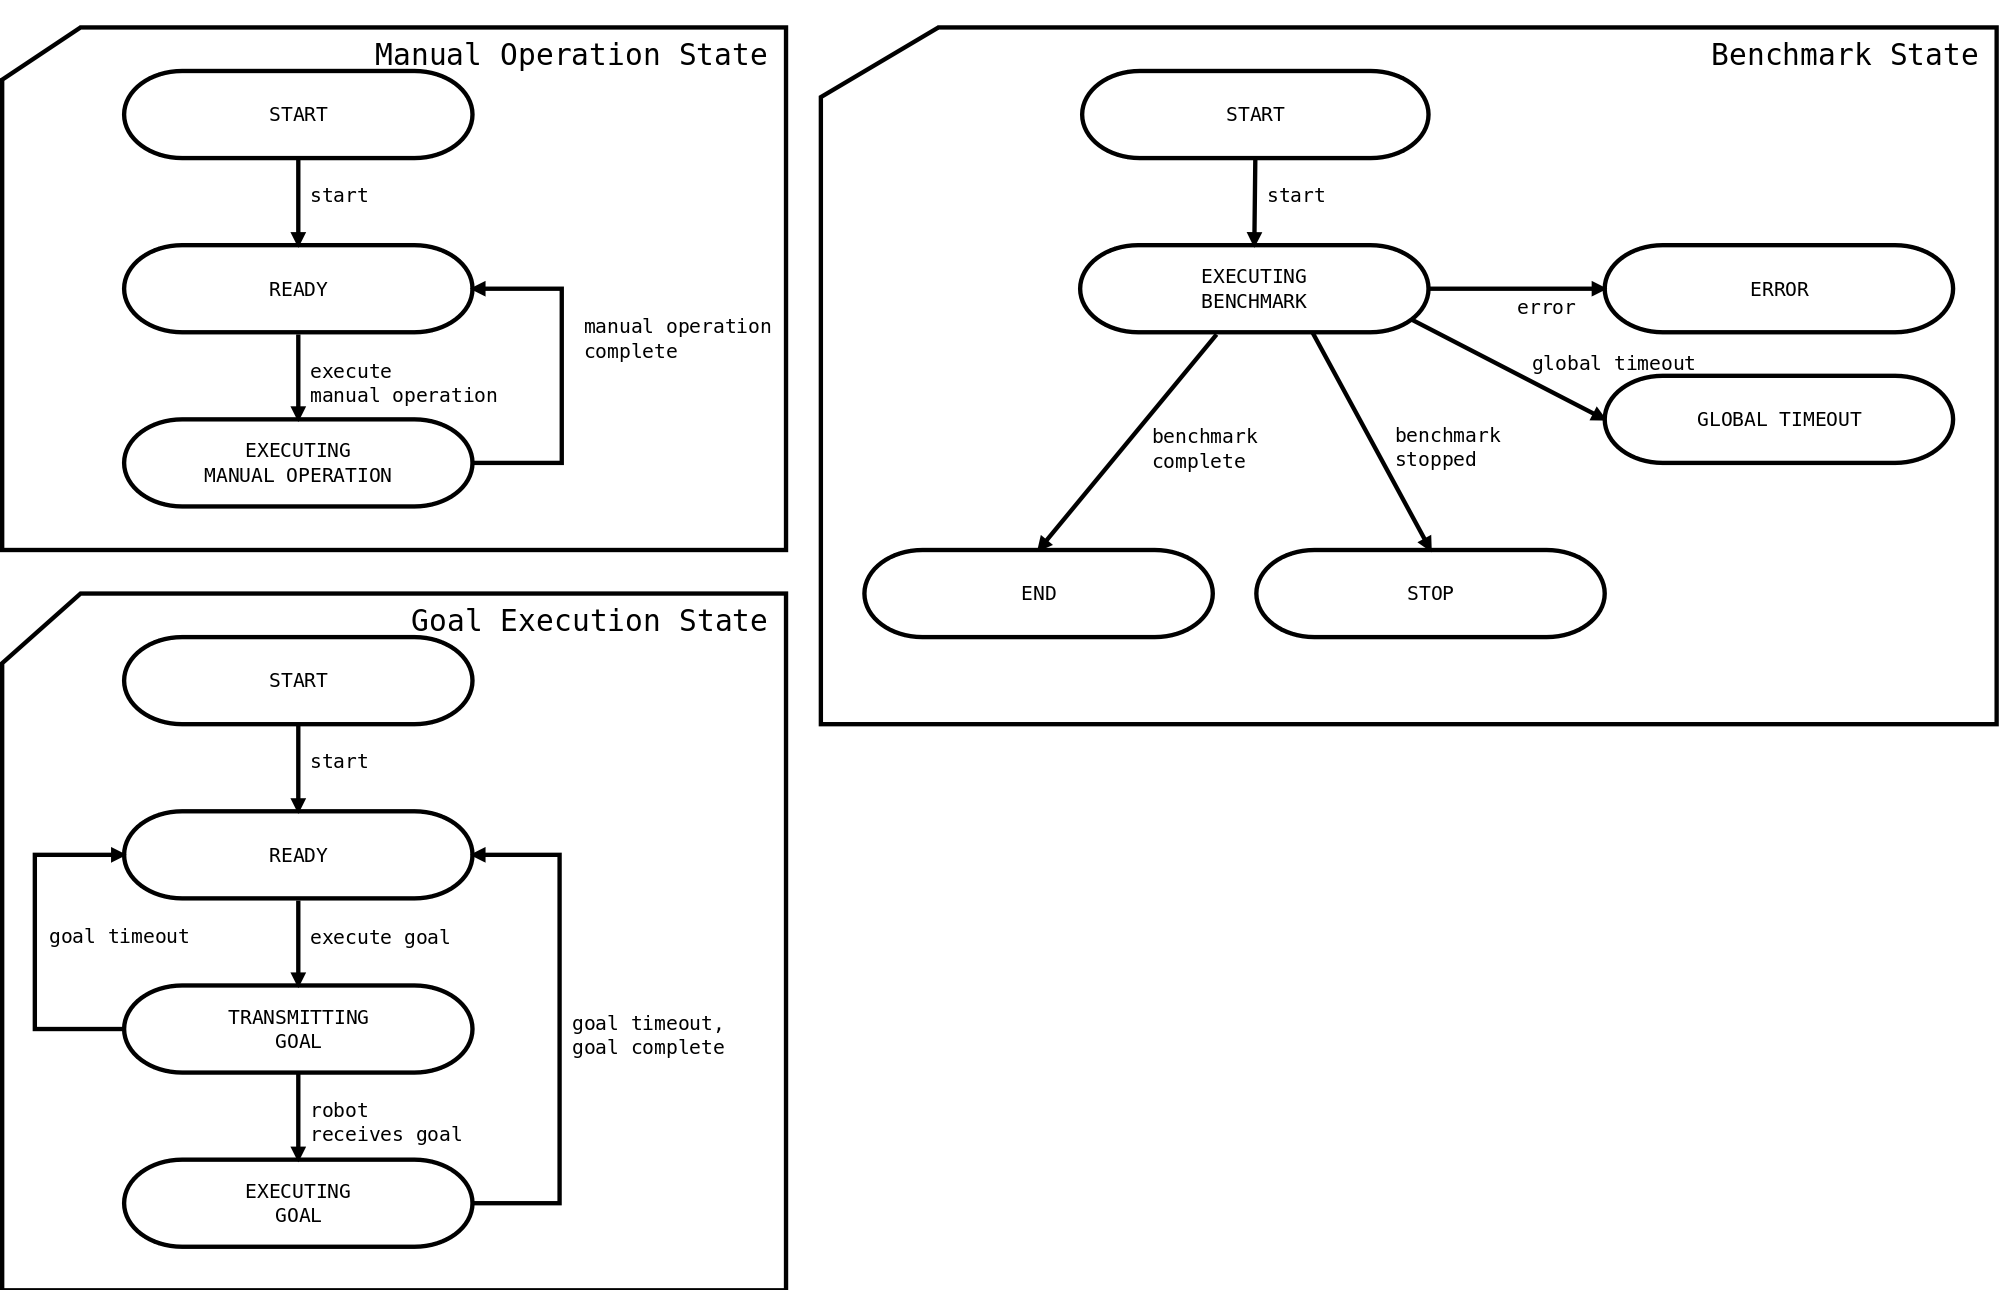 Manual Operation State
START
start
READY
manual operation
complete
execute
manual operation
EXECUTING
MANUAL OPERATION
Goal Execution State
START
start
READY
goal timeout
execute goal
TRANSMITTING
GOAL
goal timeout,
goal complete
robot
receives goal
EXECUTING
GOAL
Benchmark State
START
start
EXECUTING
BENCHMARK
error
ERROR
global timeout
GLOBAL TIMEOUT
benchmark
complete
benchmark
stopped
END
STOP